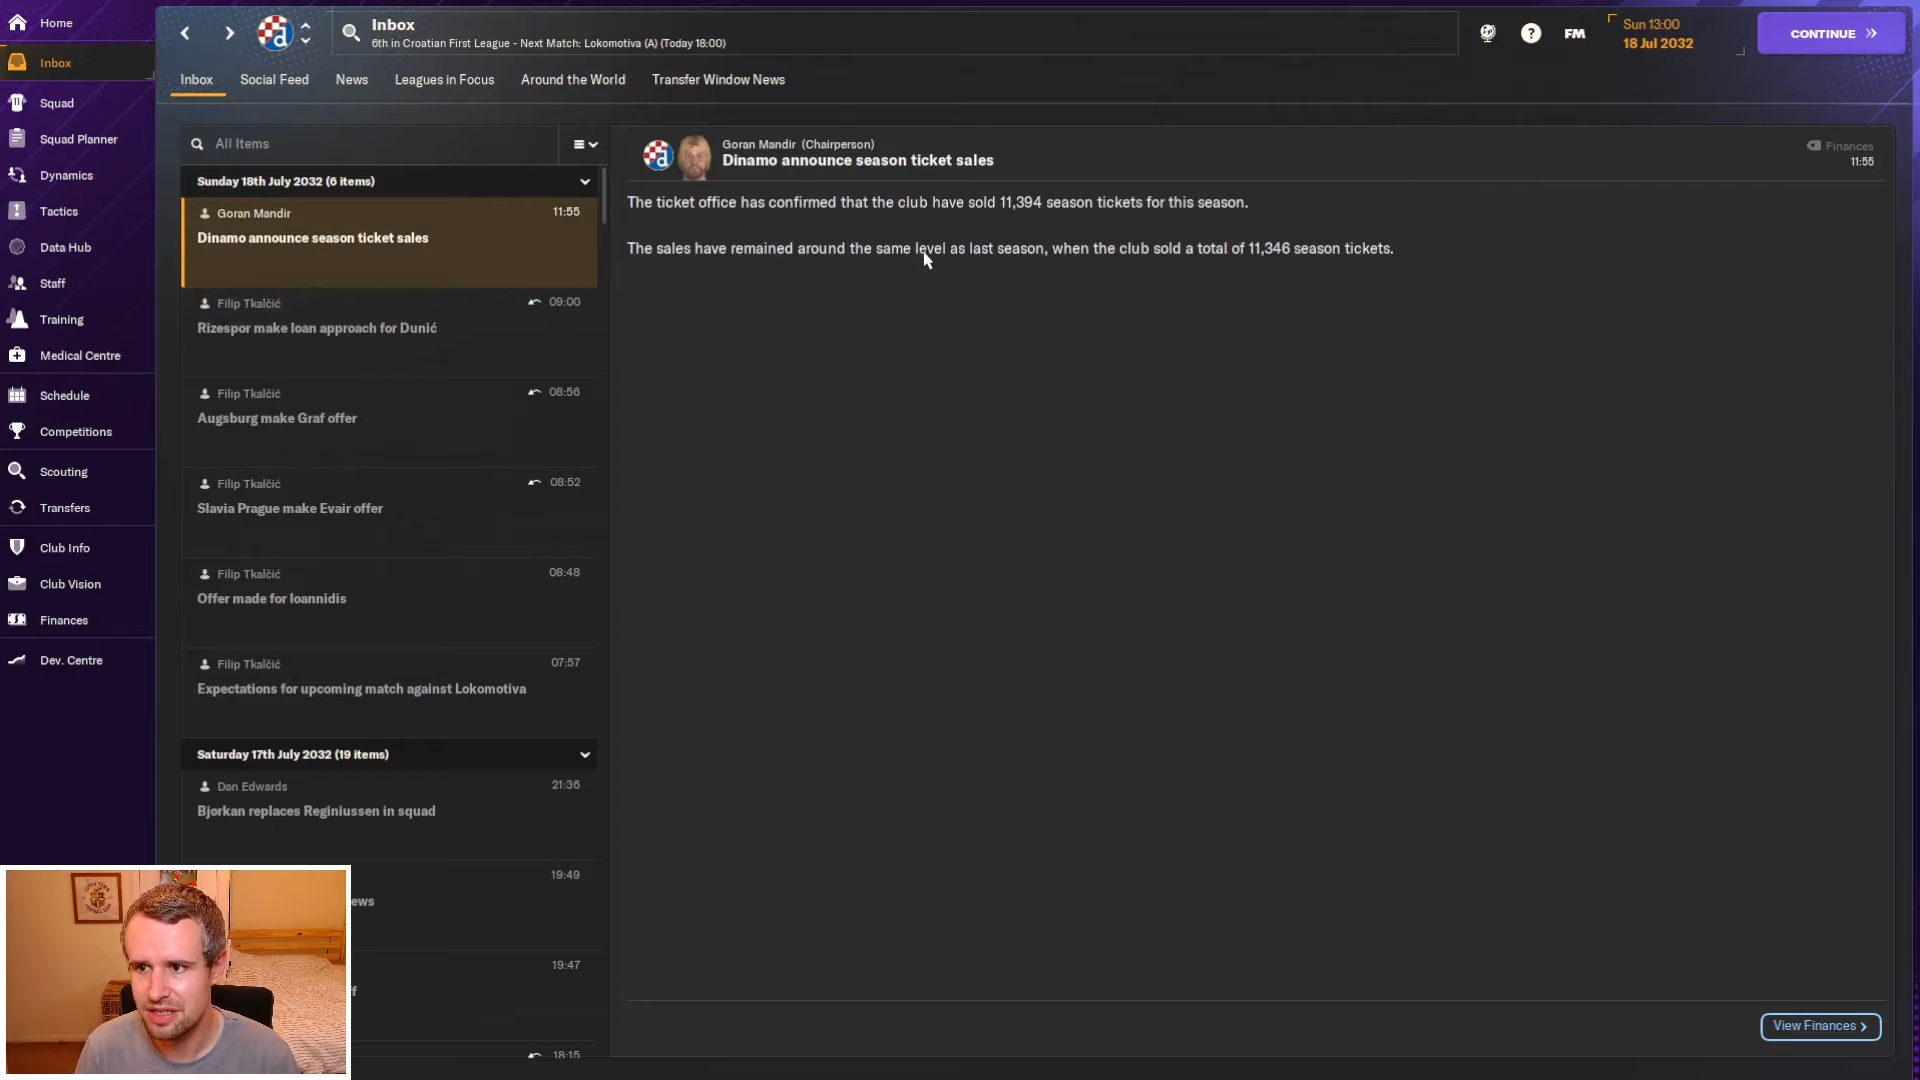 Home
Inbox
Squad
Squad Planner
Dynamics
Tactics
Data Hub
Staff
Training
Medical Centre
Schedule
Competitions
Scouting
Transfers
Club Info
Club Vision
Finances
Dev. Centre
Inbox
6th in Croatian First League - Next Match: Lokomotiva (A) (Today 18:00)
FM
Sun 13:00
18 Jul 2032
CONTINUE
Inbox
Social Feed
News
Leagues in Focus
Around the World
Transfer Window News
All Items
Sunday 18th July 2032 (6 items)
Goran Mandir 11:55
Dinamo announce season ticket sales
Filip Tkalčić 09:00
Rizespor make loan approach for Dunić
Filip Tkalčić 08:56
Augsburg make Graf offer
Filip Tkalčić 08:52
Slavia Prague make Evair offer
Filip Tkalčić 08:48
Offer made for Ioannidis
Filip Tkalčić 07:57
Expectations for upcoming match against Lokomotiva
Saturday 17th July 2032 (19 items)
Dan Edwards 21:36
Bjørkan replaces Reginiussen in squad
19:49
ews
19:47
f
18:15
Goran Mandir (Chairperson)
Dinamo announce season ticket sales
Finances
11:55
The ticket office has confirmed that the club have sold 11,394 season tickets for this season.
The sales have remained around the same level as last season, when the club sold a total of 11,346 season tickets.
View Finances